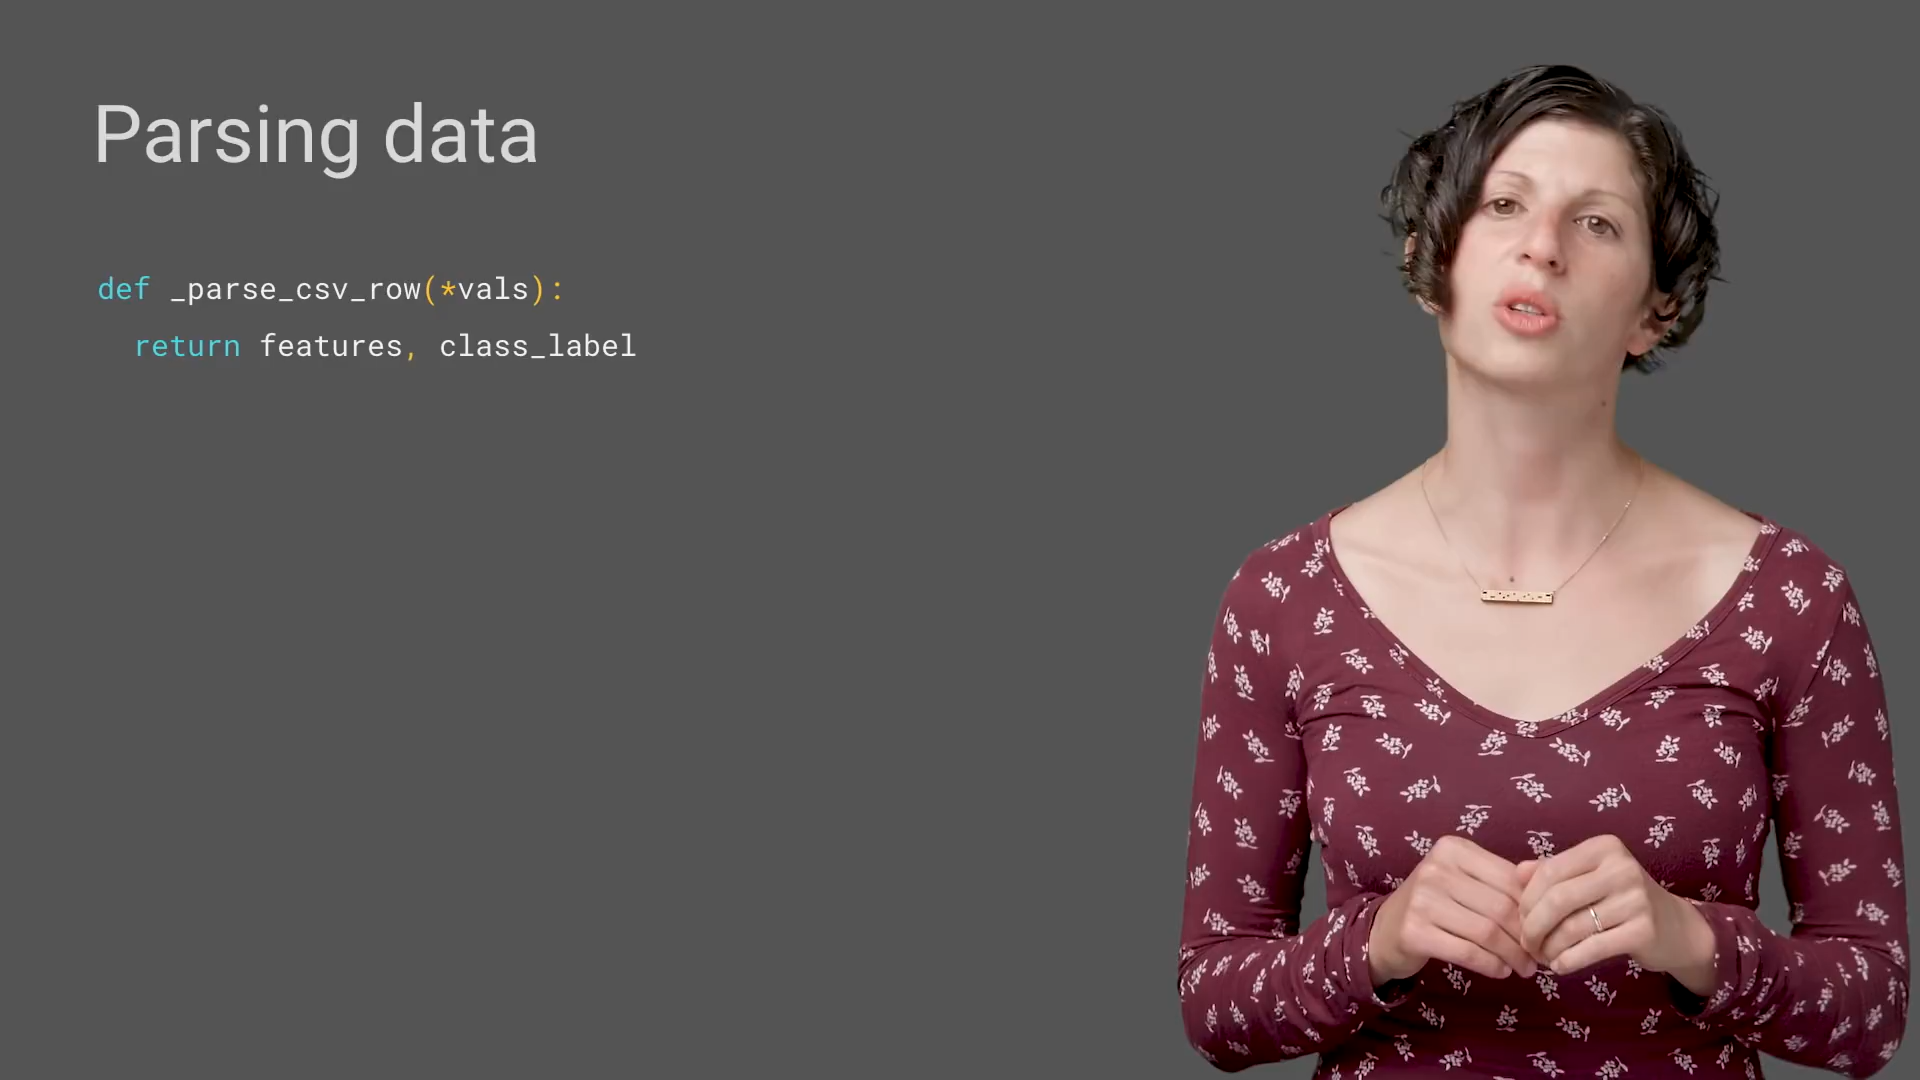 Parsing data
def _parse_csv_row(*vals):
return features, class_label